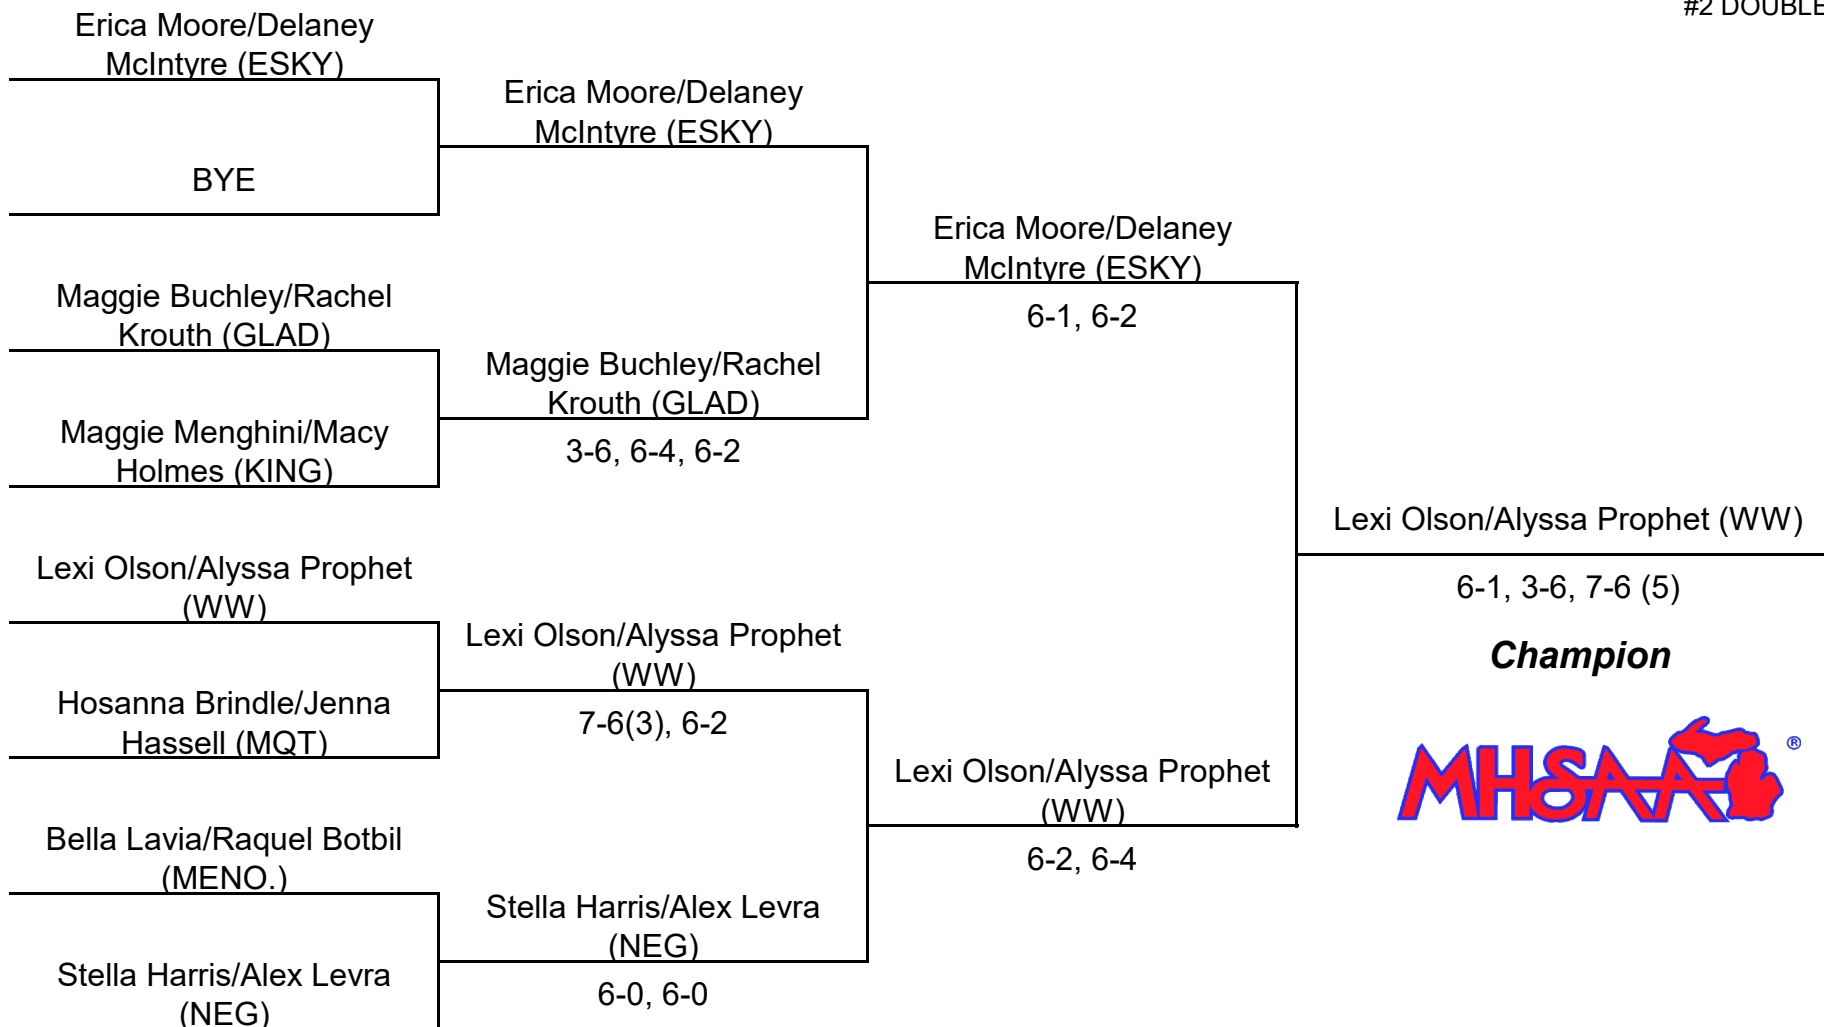 #2 DOUBLE
Erica Moore/Delaney
McIntyre (ESKY)
BYE
Maggie Buchley/Rachel
Krouth (GLAD)
Maggie Menghini/Macy
Holmes (KING)
Lexi Olson/Alyssa Prophet
(WW)
Hosanna Brindle/Jenna
Hassell (MQT)
Bella Lavia/Raquel Botbil
(MENO.)
Stella Harris/Alex Levra
(NEG)
Erica Moore/Delaney
McIntyre (ESKY)
Maggie Buchley/Rachel
Krouth (GLAD)
3-6, 6-4, 6-2
Lexi Olson/Alyssa Prophet
(WW)
7-6(3), 6-2
Stella Harris/Alex Levra
(NEG)
6-0, 6-0
Erica Moore/Delaney
McIntyre (ESKY)
6-1, 6-2
Lexi Olson/Alyssa Prophet
(WW)
6-2, 6-4
Lexi Olson/Alyssa Prophet (WW)
6-1, 3-6, 7-6 (5)
Champion
MHSAA ®